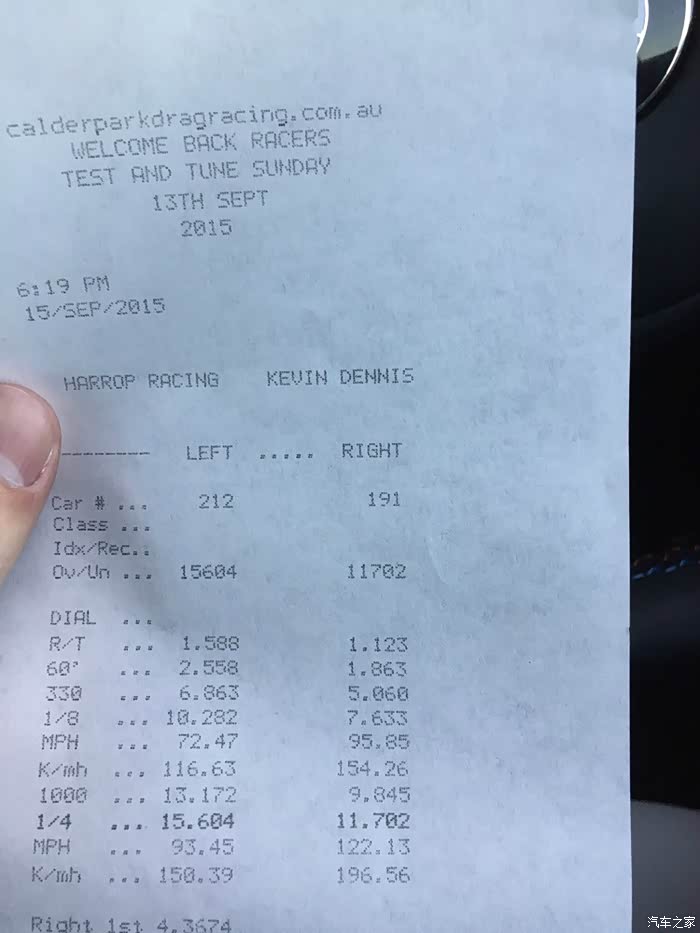 calderparkdragracing.com.au
WELCOME BACK RACERS
TEST AND TUNE SUNDAY
13TH SEPT
2015
6:19 PM
15/SEP/2015
HARROP RACING KEVIN DENNIS
-------- LEFT ..... RIGHT
Car # ... 212 191
Class ...
Idx/Rec..
Ov/Un ... 15604 11702
DIAL ...
R/T ... 1.588 1.123
60' ... 2.558 1.863
330 ... 6.863 5.060
1/8 ... 10.282 7.633
MPH ... 72.47 95.85
K/mh ... 116.63 154.26
1000 ... 13.172 9.845
1/4 ... 15.604 11.702
MPH ... 93.45 122.13
K/mh ... 150.39 196.56
Right 1st 4.3674
汽车之家